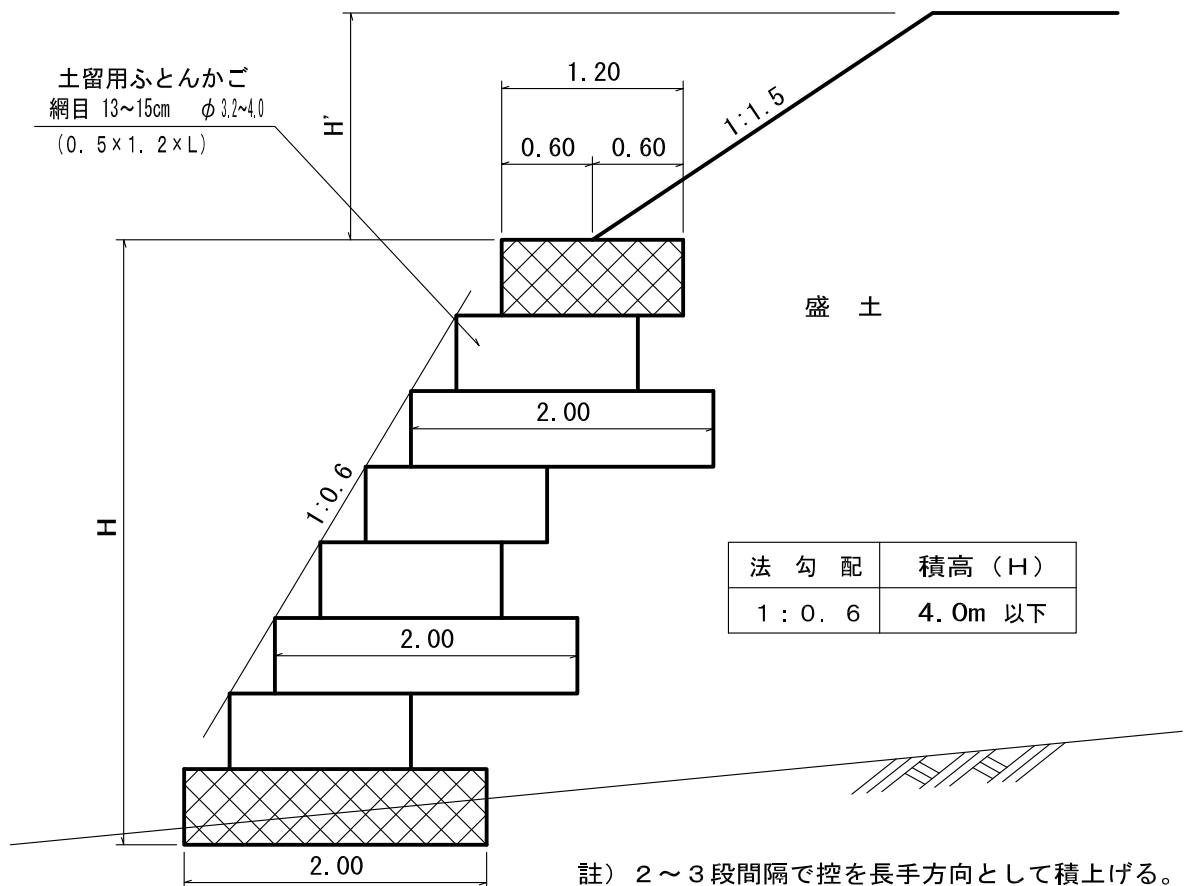 土留用ふとんかご
網目 13~15cm φ3.2~4.0
(0.5×1.2×L)
H'
1.20
0.60 0.60
1:1.5
盛 土
2.00
1:0.6
H
2.00
法 勾 配 積高（H）
1：0.6 4.0m 以下
2.00
註）2～3段間隔で控を長手方向として積上げる。